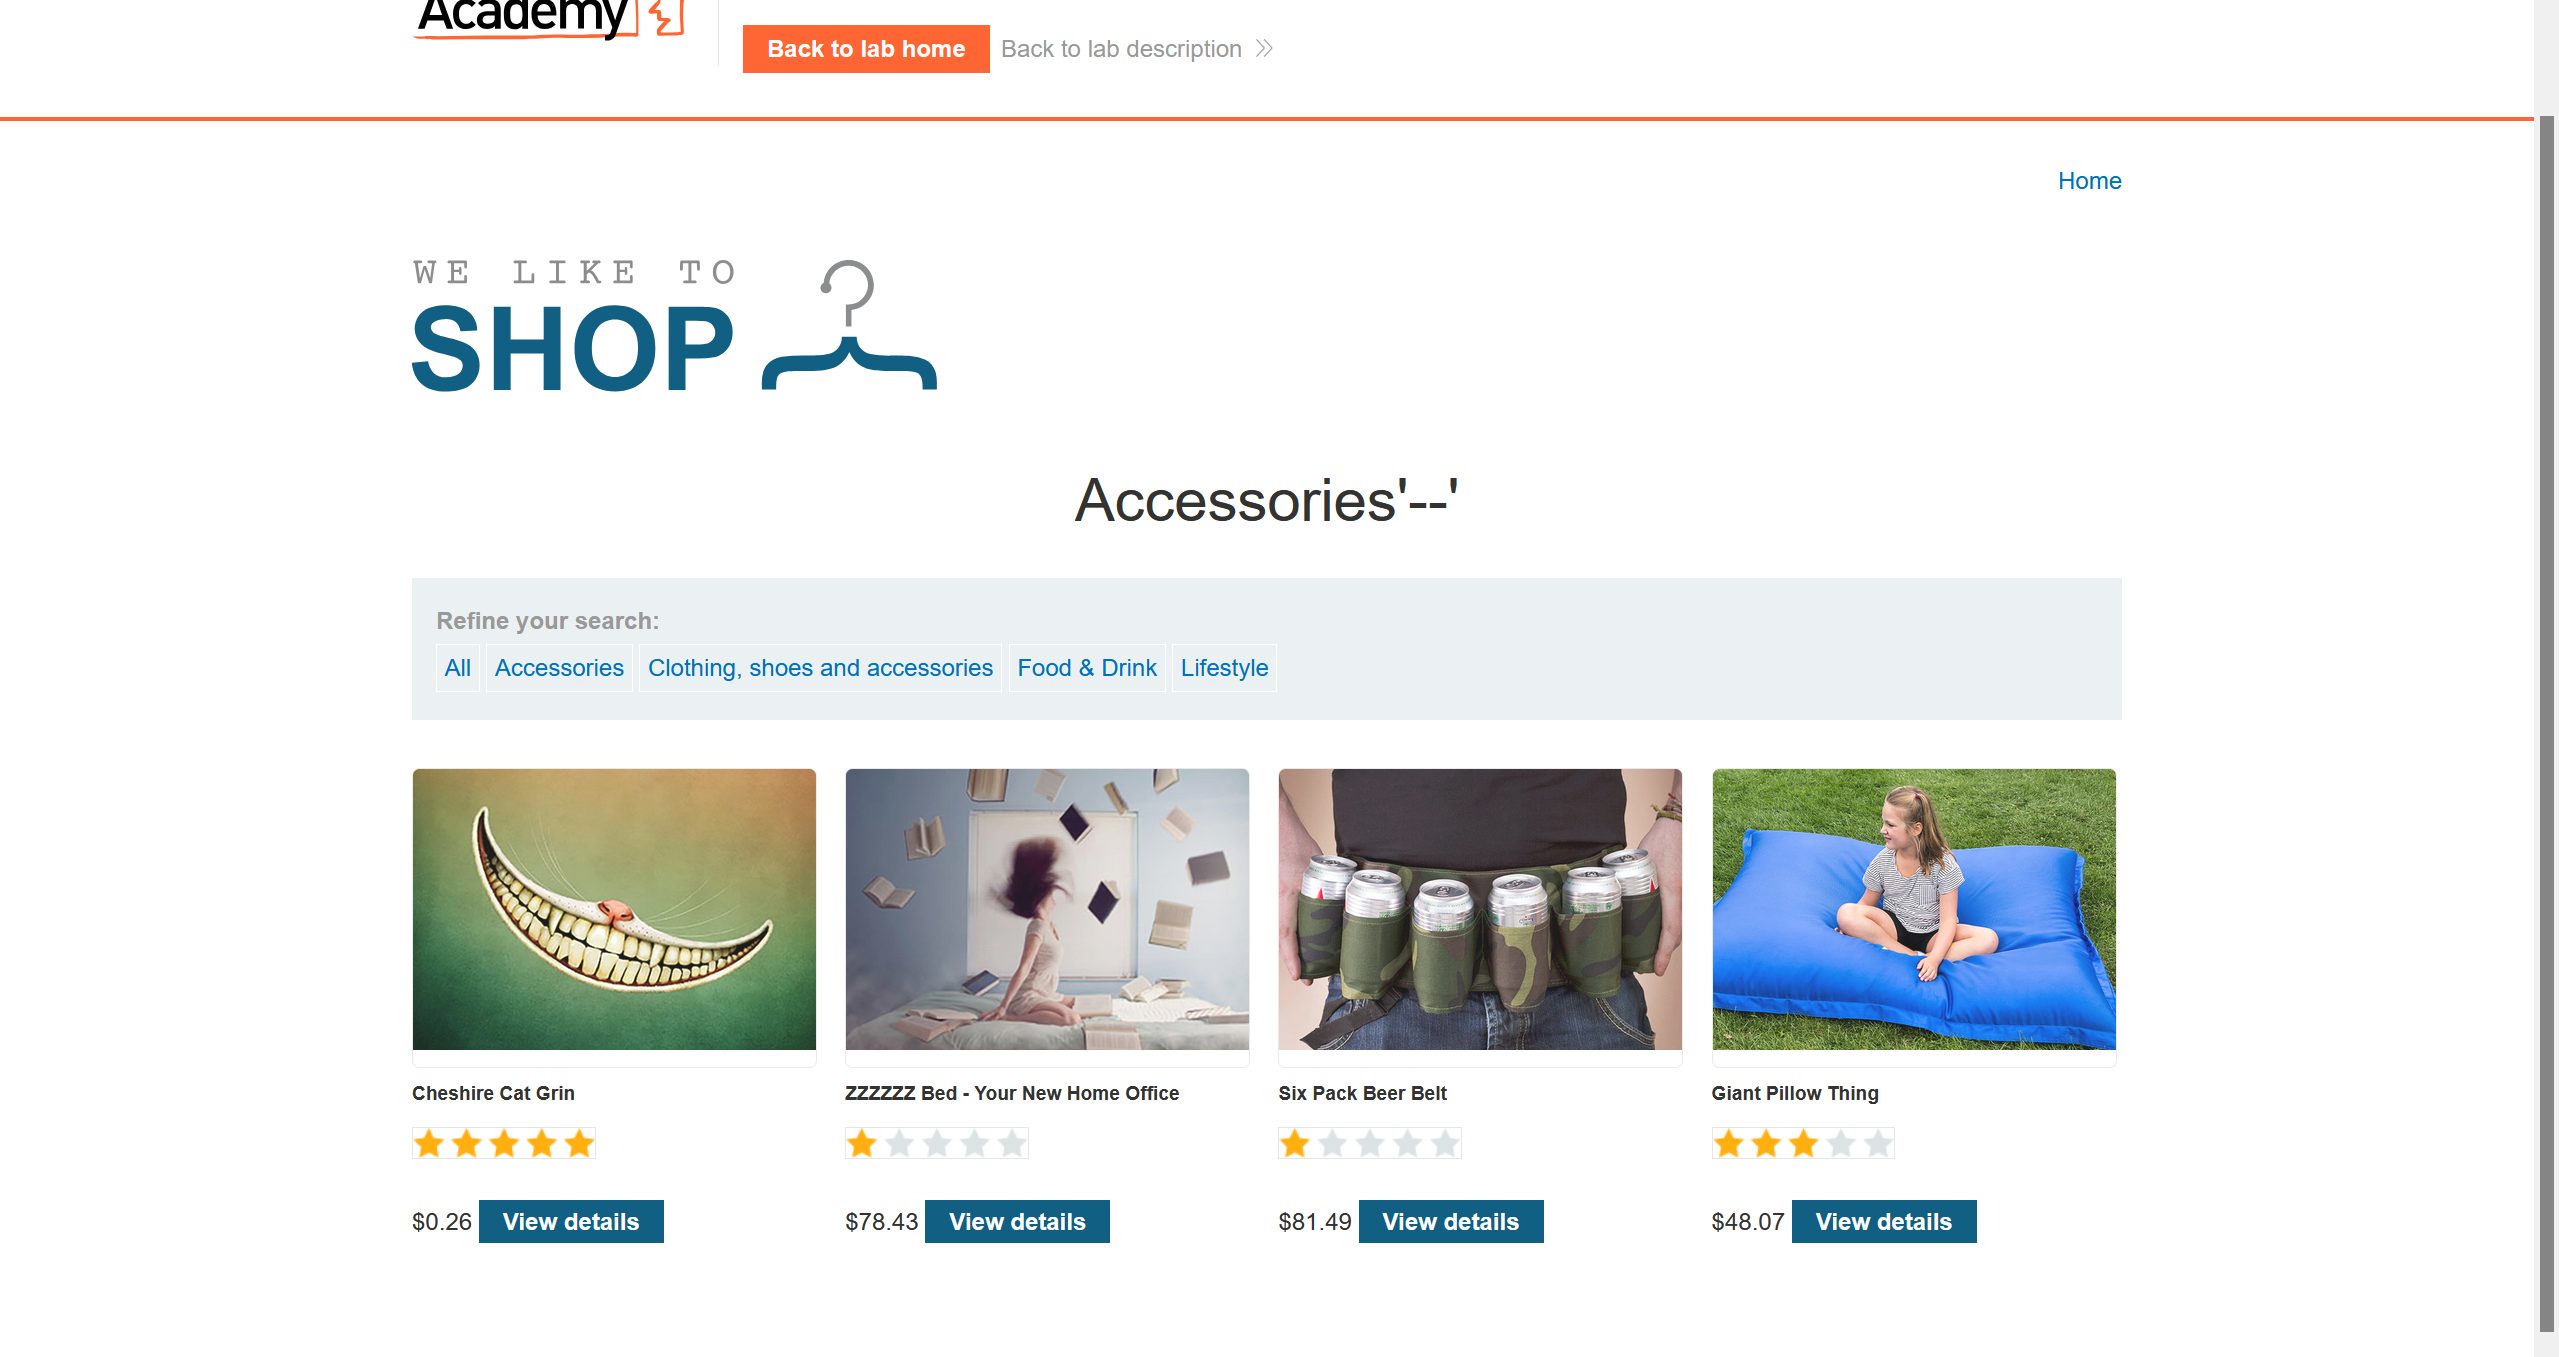 Academy
Back to lab home Back to lab description
Home
WE LIKE TO
SHOP
Accessories'--'
Refine your search:
All Accessories Clothing, shoes and accessories Food & Drink Lifestyle
Cheshire Cat Grin
ZZZZZZ Bed - Your New Home Office
Six Pack Beer Belt
Giant Pillow Thing
$0.26 View details
$78.43 View details
$81.49 View details
$48.07 View details